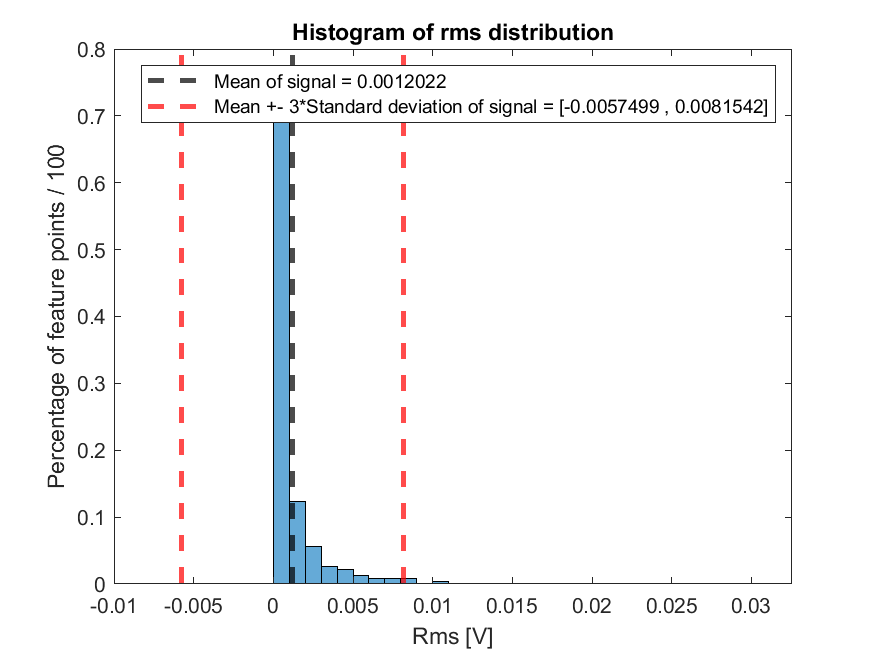 Histogram of rms distribution
Mean of signal = 0.0012022
Mean +- 3*Standard deviation of signal = [-0.0057499 , 0.0081542]
Percentage of feature points / 100
0.8
0.7
0.6
0.5
0.4
0.3
0.2
0.1
0
-0.01 -0.005 0 0.005 0.01 0.015 0.02 0.025 0.03
Rms [V]